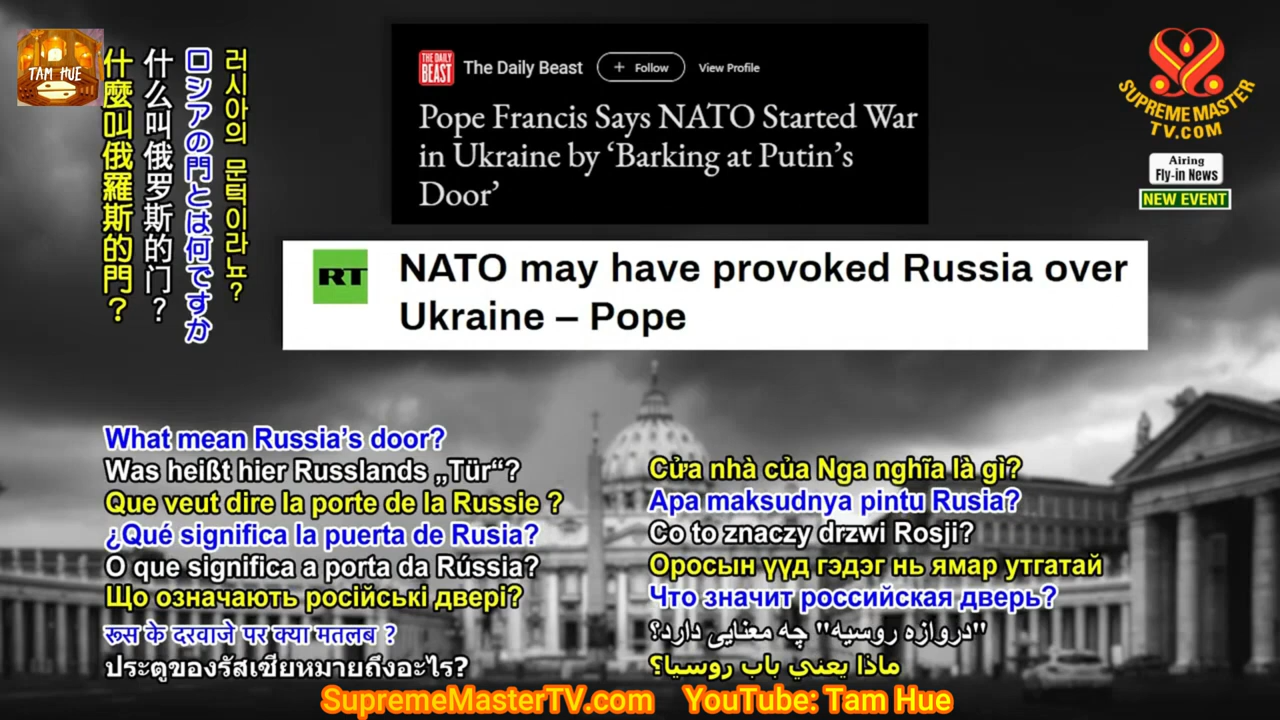 TAM HUE
什麼叫俄羅斯的門？
什么叫俄罗斯的门？
ロシアの門とは何ですか
러시아의 문턱이라뇨?
THE DAILY BEAST
The Daily Beast
+ Follow
View Profile
Pope Francis Says NATO Started War
in Ukraine by ‘Barking at Putin’s
Door’
SUPREME MASTER
TV.COM
Airing
Fly-in News
NEW EVENT
RT
NATO may have provoked Russia over
Ukraine – Pope
What mean Russia’s door?
Was heißt hier Russlands „Tür“?
Que veut dire la porte de la Russie ?
¿Qué significa la puerta de Rusia?
O que significa a porta da Rússia?
Що означають російські двері?
रूस के दरवाजे पर क्या मतलब ?
ประตูของรัสเซียหมายถึงอะไร?
Cửa nhà của Nga nghĩa là gì?
Apa maksudnya pintu Rusia?
Co to znaczy drzwi Rosji?
Оросын үүд гэдэг нь ямар утгатай
Что значит российская дверь?
"دروازه روسیه" چه معنایی دارد؟
ماذا يعني باب روسيا؟
SupremeMasterTV.com YouTube: Tam Hue